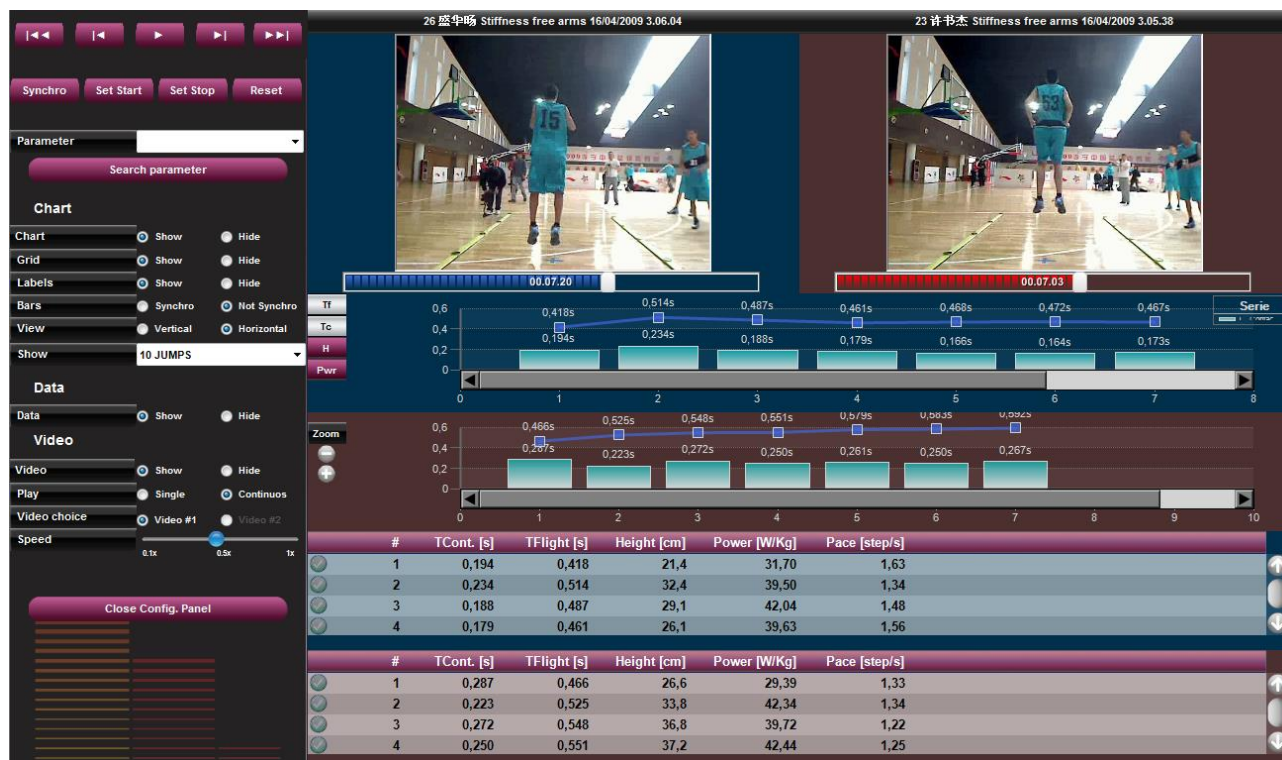 26 盛华旸 Stiffness free arms 16/04/2009 3.06.04
23 许书杰 Stiffness free arms 16/04/2009 3.05.38
Synchro Set Start Set Stop Reset
Parameter
Search parameter
Chart
Chart Show Hide
Grid Show Hide
Labels Show Hide
Bars Synchro Not Synchro
View Vertical Horizontal
Show 10 JUMPS
Data
Data Show Hide
Video
Video Show Hide
Play Single Continuos
Video choice Video #1 Video #2
Speed
0.1x 0.5x 1x
Close Config. Panel
15
53
00.07.20
00.07.03
Tf
Tc
H
Pwr
Serie
0,6
0,4
0,2
0
0,418s 0,514s 0,487s 0,461s 0,468s 0,472s 0,467s
0,194s 0,234s 0,188s 0,179s 0,166s 0,164s 0,173s
0 1 2 3 4 5 6 7 8
Zoom
0,6
0,4
0,2
0
0,466s 0,525s 0,548s 0,551s 0,579s 0,583s 0,592s
0,287s 0,223s 0,272s 0,250s 0,261s 0,250s 0,267s
0 1 2 3 4 5 6 7 8 9 10
# TCont. [s] TFlight [s] Height [cm] Power [W/Kg] Pace [step/s]
1 0,194 0,418 21,4 31,70 1,63
2 0,234 0,514 32,4 39,50 1,34
3 0,188 0,487 29,1 42,04 1,48
4 0,179 0,461 26,1 39,63 1,56
# TCont. [s] TFlight [s] Height [cm] Power [W/Kg] Pace [step/s]
1 0,287 0,466 26,6 29,39 1,33
2 0,223 0,525 33,8 42,34 1,34
3 0,272 0,548 36,8 39,72 1,22
4 0,250 0,551 37,2 42,44 1,25